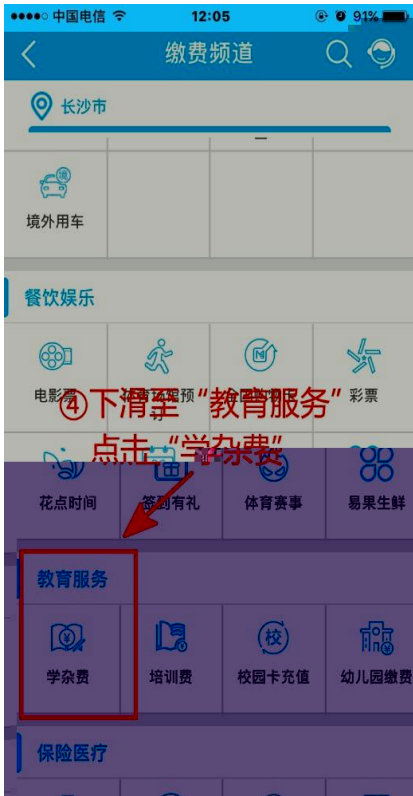 中国电信 12:05 91%
缴费频道
长沙市
境外用车
餐饮娱乐
电影票 彩票
④下滑至“教育服务”
点击“学杂费”
花点时间 签到有礼 体育赛事 易果生鲜
教育服务
学杂费 培训费 校园卡充值 幼儿园缴费
保险医疗